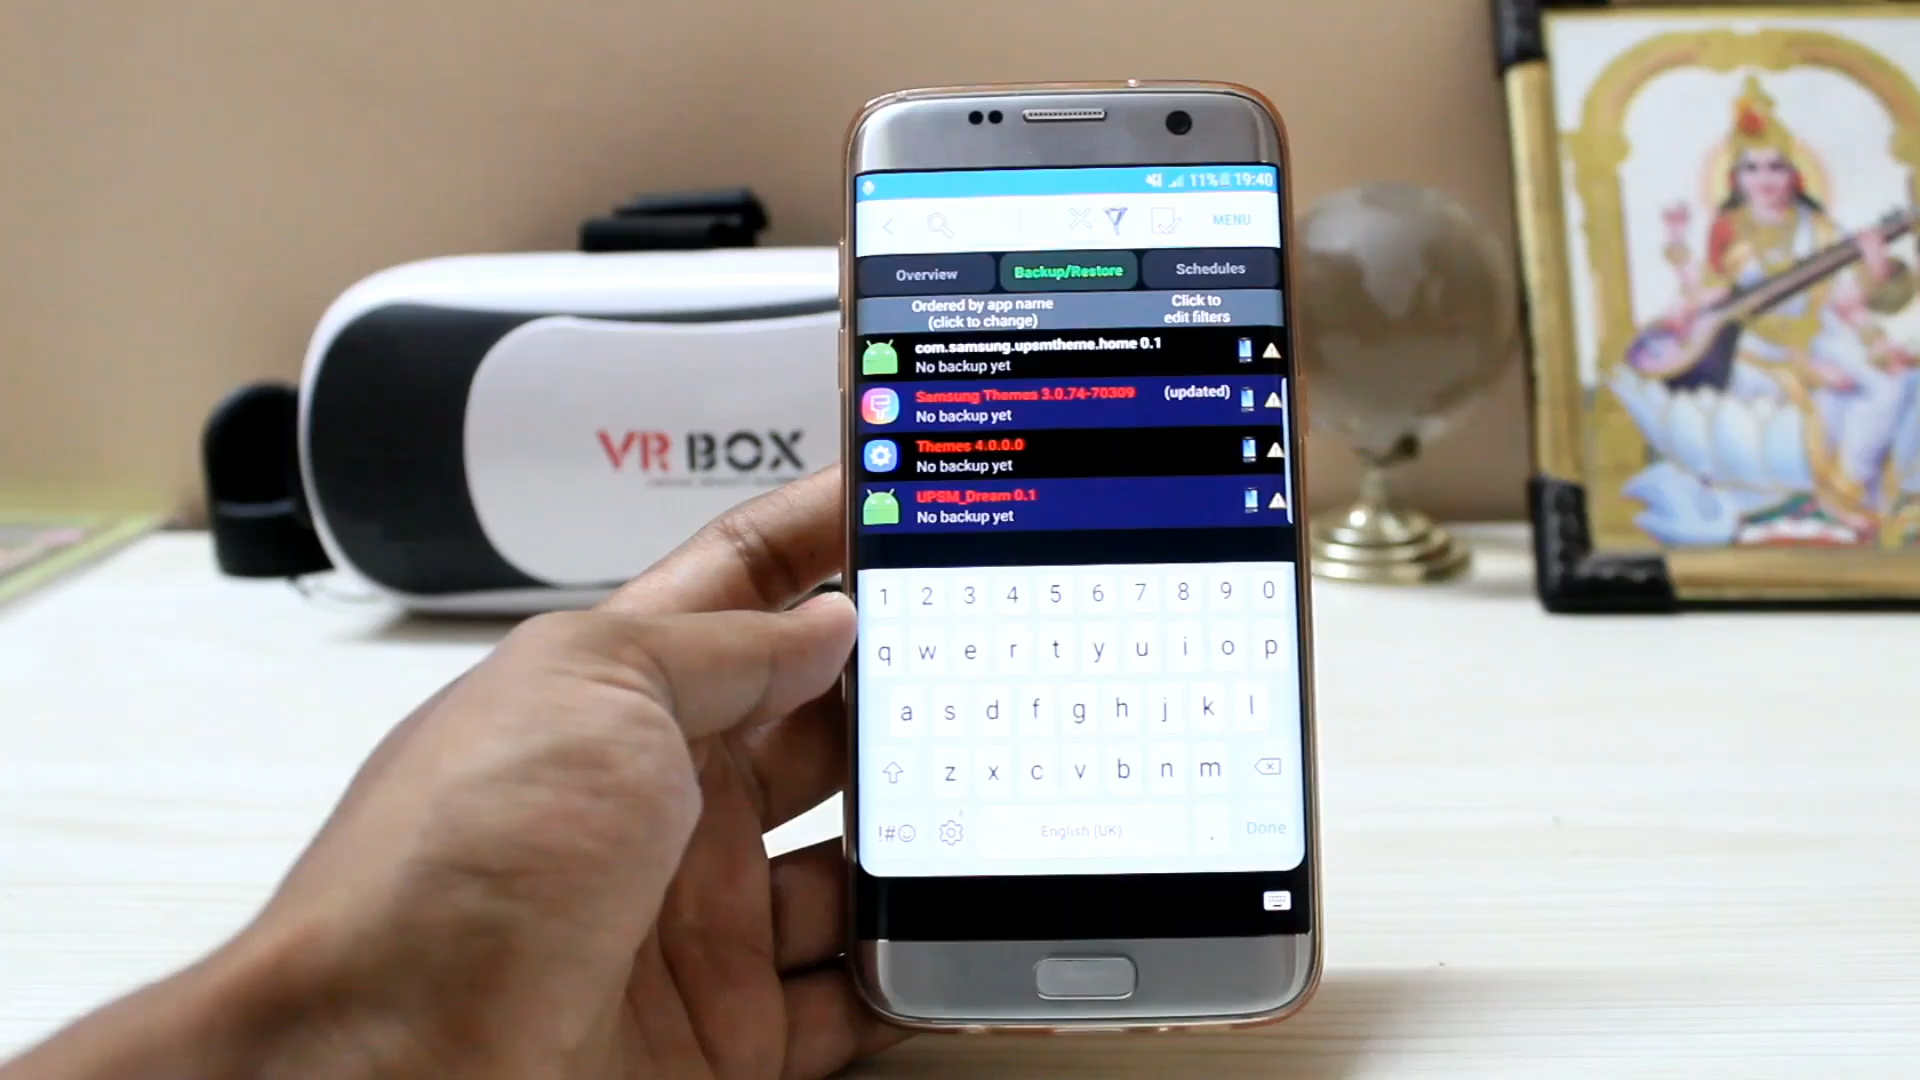 11% 19:40
MENU
Overview
Backup/Restore
Schedules
Ordered by app name
(click to change)
Click to
edit filters
com.samsung.upsmtheme.home 0.1
No backup yet
Samsung Themes 3.0.74-70309 (updated)
No backup yet
Themes 4.0.0.0
No backup yet
UPSM_Dream 0.1
No backup yet
1 2 3 4 5 6 7 8 9 0
q w e r t y u i o p
a s d f g h j k l
z x c v b n m
!#☺ English (UK) . Done
VR BOX